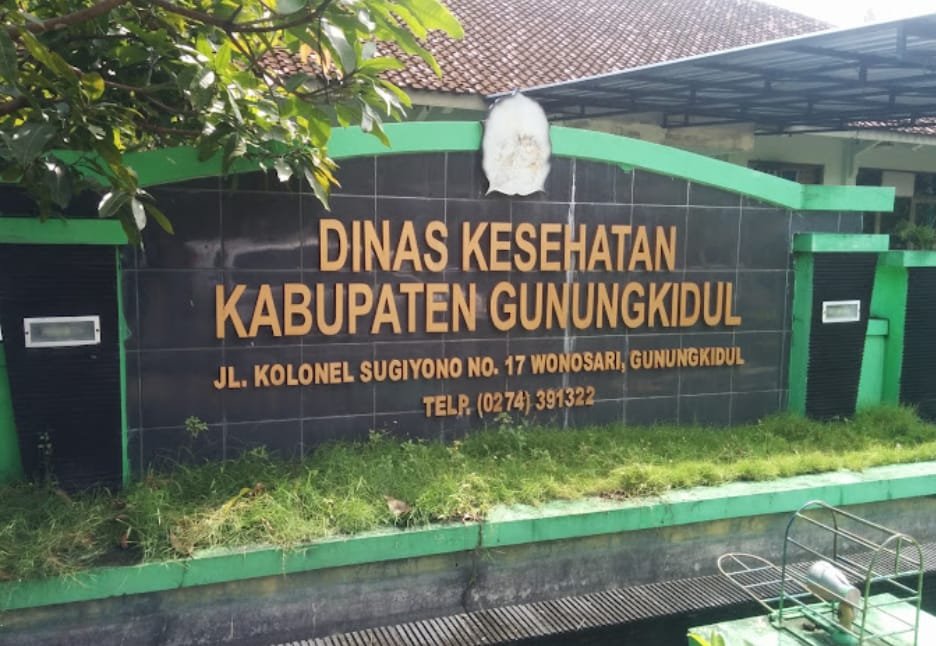 DINAS KESEHATAN
KABUPATEN GUNUNGKIDUL
JL. KOLONEL SUGIYONO NO. 17 WONOSARI, GUNUNGKIDUL
TELP. (0274) 391322